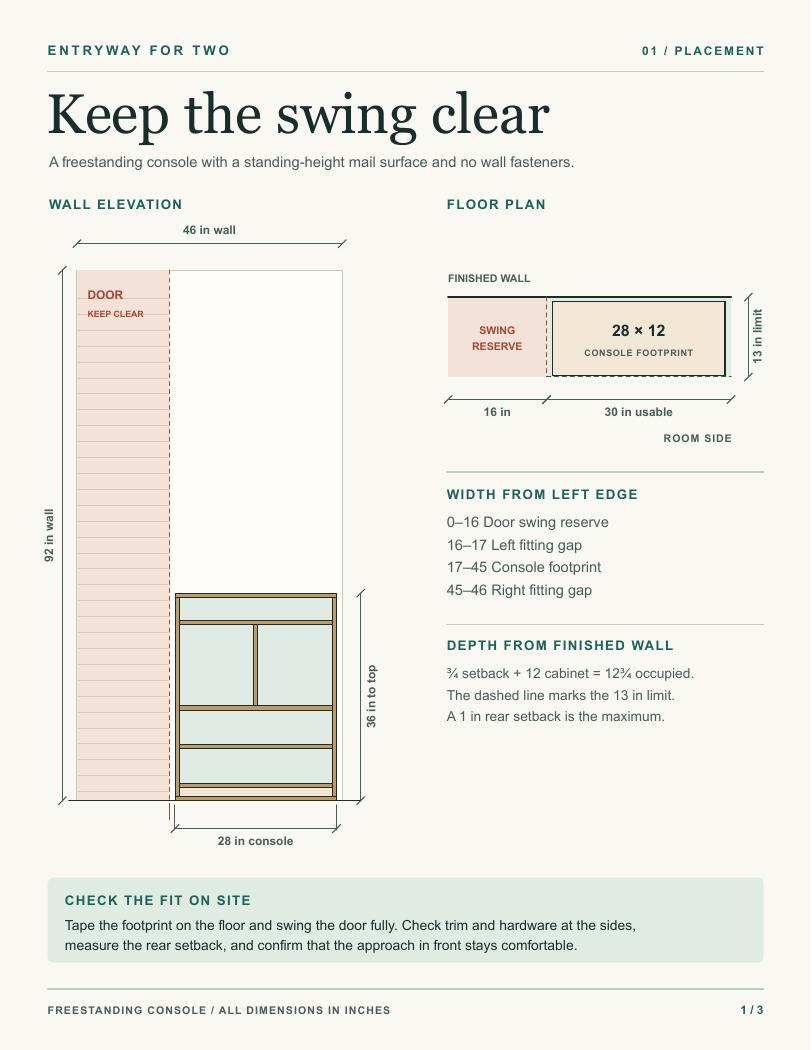 ENTRYWAY FOR TWO
01 / PLACEMENT
Keep the swing clear
A freestanding console with a standing-height mail surface and no wall fasteners.
WALL ELEVATION
46 in wall
DOOR
KEEP CLEAR
92 in wall
36 in to top
28 in console
FLOOR PLAN
FINISHED WALL
SWING
RESERVE
28 × 12
CONSOLE FOOTPRINT
13 in limit
16 in
30 in usable
ROOM SIDE
WIDTH FROM LEFT EDGE
0–16 Door swing reserve
16–17 Left fitting gap
17–45 Console footprint
45–46 Right fitting gap
DEPTH FROM FINISHED WALL
¾ setback + 12 cabinet = 12¾ occupied.
The dashed line marks the 13 in limit.
A 1 in rear setback is the maximum.
CHECK THE FIT ON SITE
Tape the footprint on the floor and swing the door fully. Check trim and hardware at the sides,
measure the rear setback, and confirm that the approach in front stays comfortable.
FREESTANDING CONSOLE / ALL DIMENSIONS IN INCHES
1 / 3